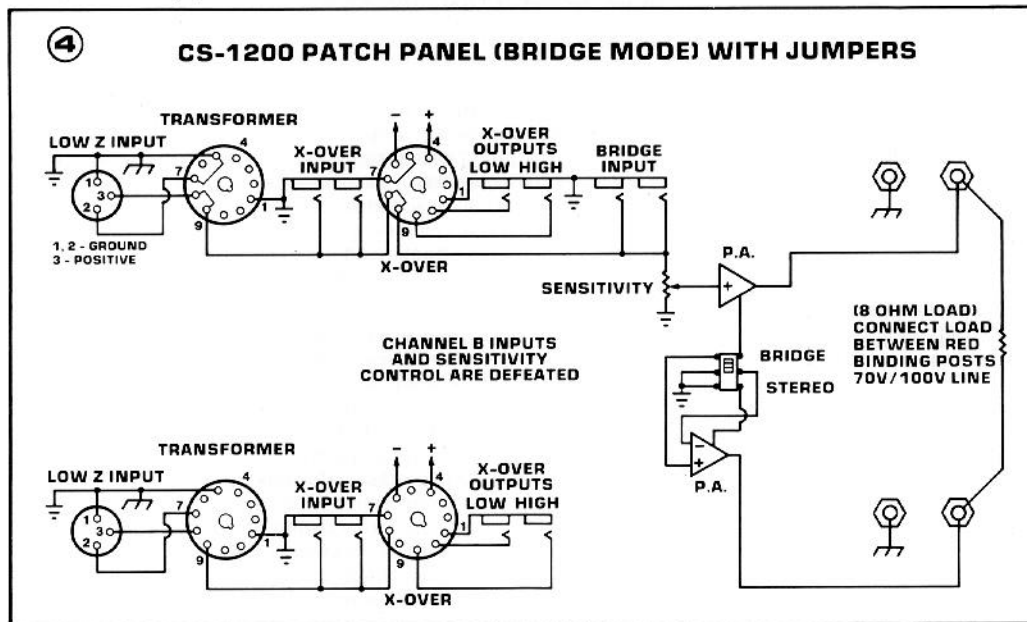 4
CS-1200 PATCH PANEL (BRIDGE MODE) WITH JUMPERS
TRANSFORMER
LOW Z INPUT
4
7
1
9
1
3
2
1, 2 - GROUND
3 - POSITIVE
X-OVER
INPUT
-
+
4
7
1
9
X-OVER
X-OVER
OUTPUTS
LOW HIGH
BRIDGE
INPUT
SENSITIVITY
P.A.
+
(8 OHM LOAD)
CONNECT LOAD
BETWEEN RED
BINDING POSTS
70V/100V LINE
CHANNEL B INPUTS
AND SENSITIVITY
CONTROL ARE DEFEATED
BRIDGE
STEREO
-
+
P.A.
TRANSFORMER
LOW Z INPUT
4
7
1
9
1
3
2
X-OVER
INPUT
-
+
4
7
1
9
X-OVER
X-OVER
OUTPUTS
LOW HIGH